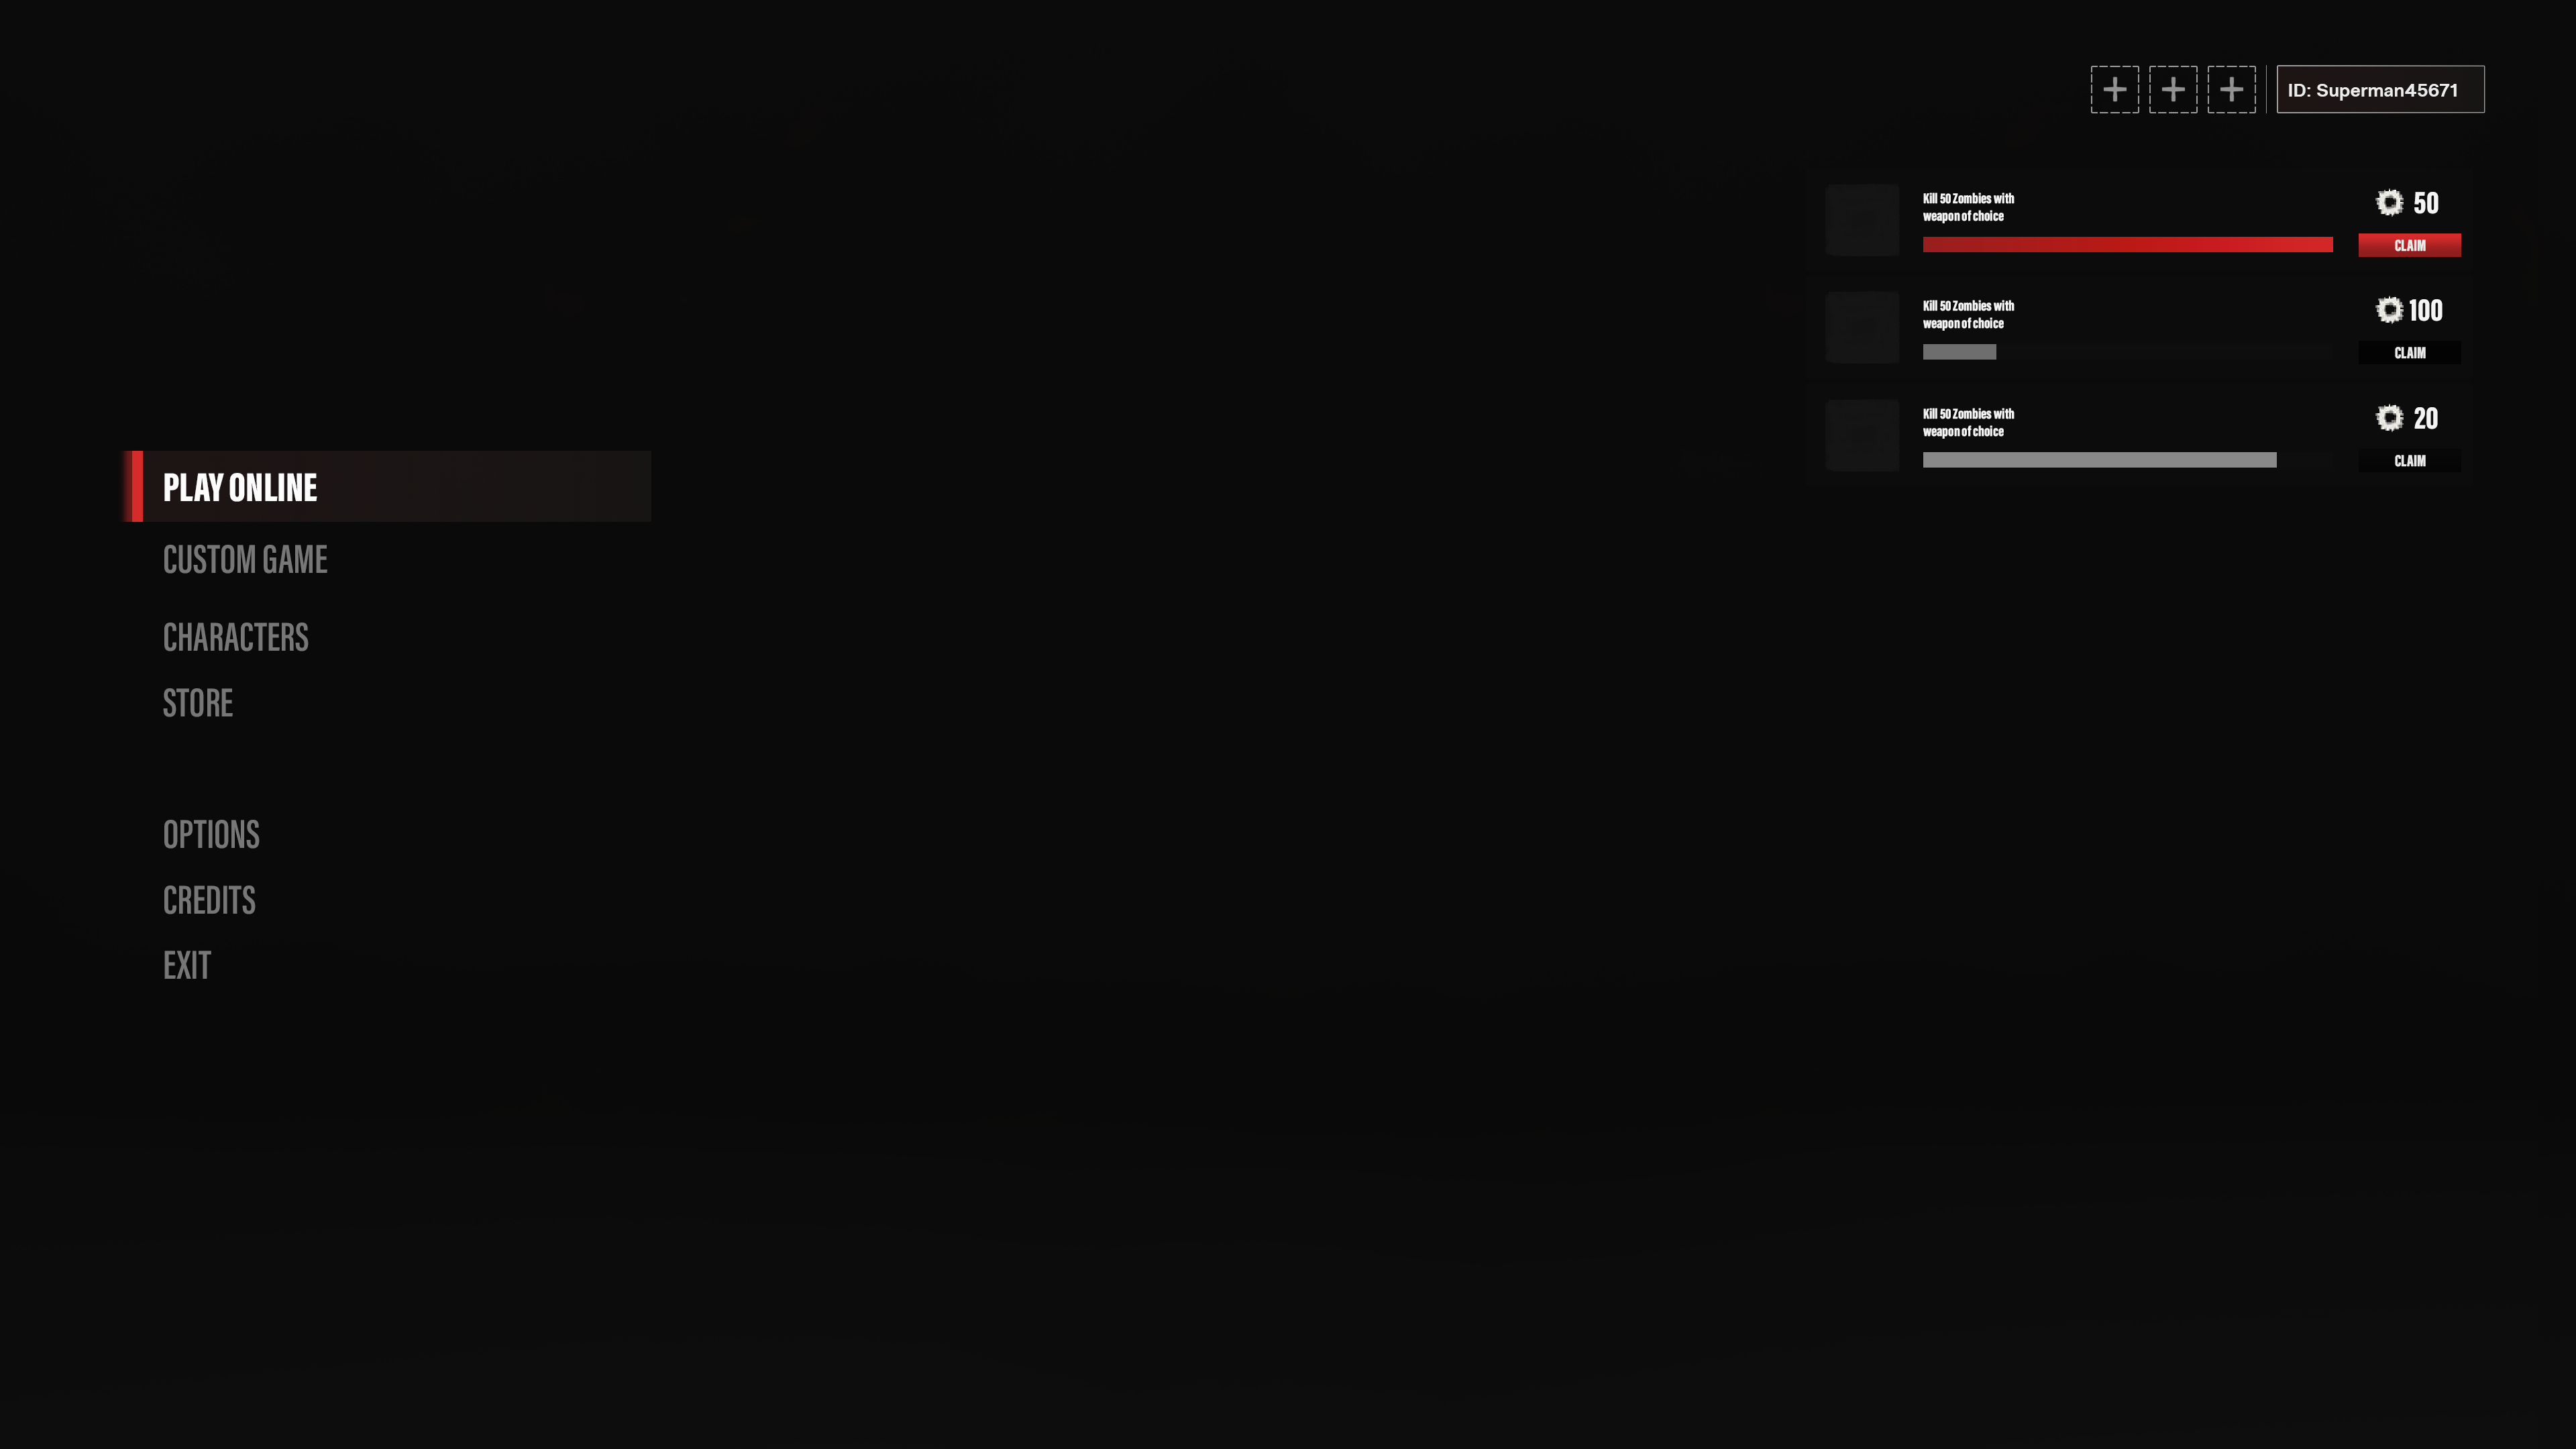 ID: Superman45671
Kill 50 Zombies with
weapon of choice
50
CLAIM
Kill 50 Zombies with
weapon of choice
100
CLAIM
Kill 50 Zombies with
weapon of choice
20
CLAIM
PLAY ONLINE
CUSTOM GAME
CHARACTERS
STORE
OPTIONS
CREDITS
EXIT